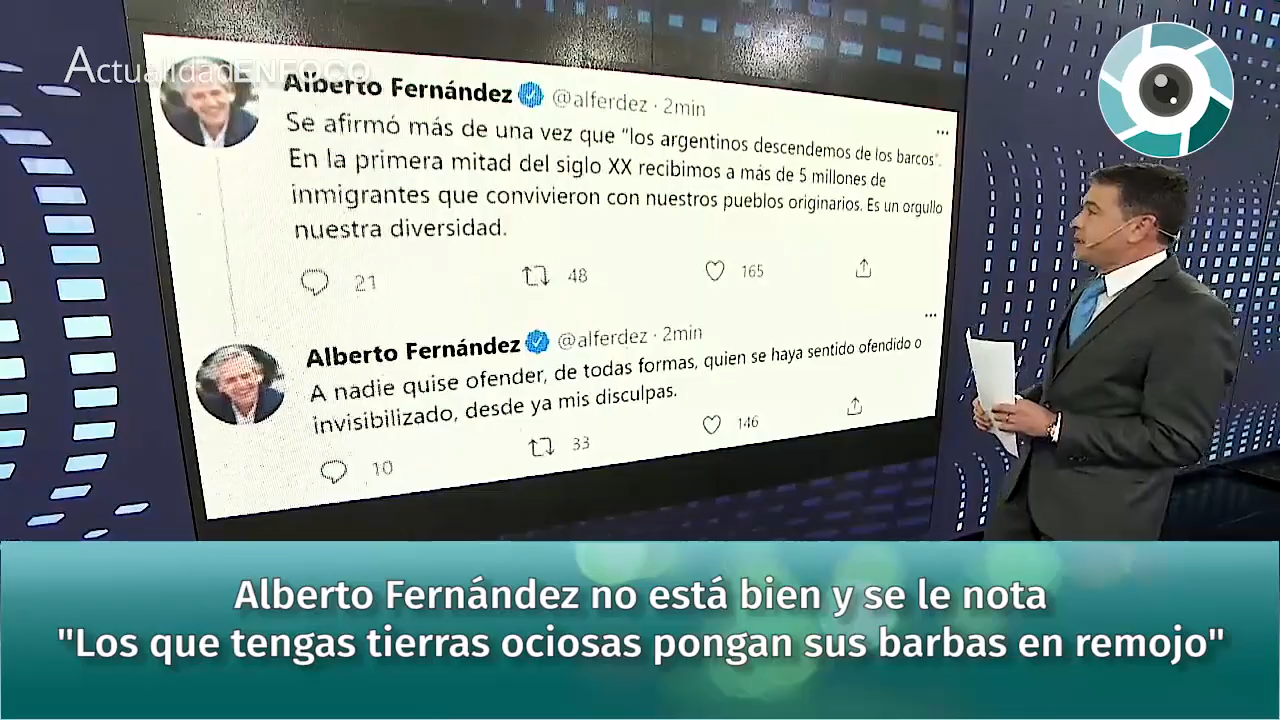 ActualidadENFOCO
Alberto Fernández @alferdez · 2min
Se afirmó más de una vez que "los argentinos descendemos de los barcos".
En la primera mitad del siglo XX recibimos a más de 5 millones de
inmigrantes que convivieron con nuestros pueblos originarios. Es un orgullo
nuestra diversidad.
21 48 165
Alberto Fernández @alferdez · 2min
A nadie quise ofender, de todas formas, quien se haya sentido ofendido o
invisibilizado, desde ya mis disculpas.
10 33 146
Alberto Fernández no está bien y se le nota
"Los que tengas tierras ociosas pongan sus barbas en remojo"